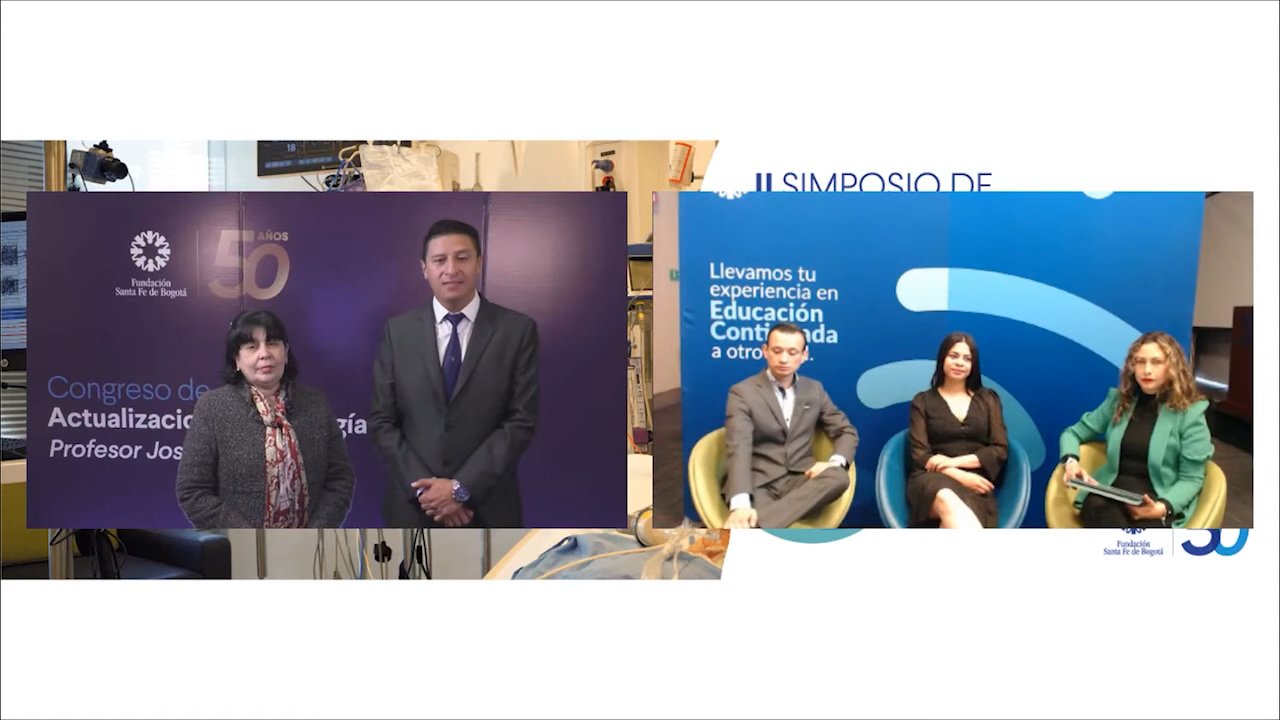 18
II SIMPOSIO DE
50 AÑOS
Fundación
Santa Fe de Bogotá
Congreso de
Actualizacio
gía
Profesor Jos
Llevamos tu
experiencia en
Educación
a otro
Fundación
Santa Fe de Bogotá
50